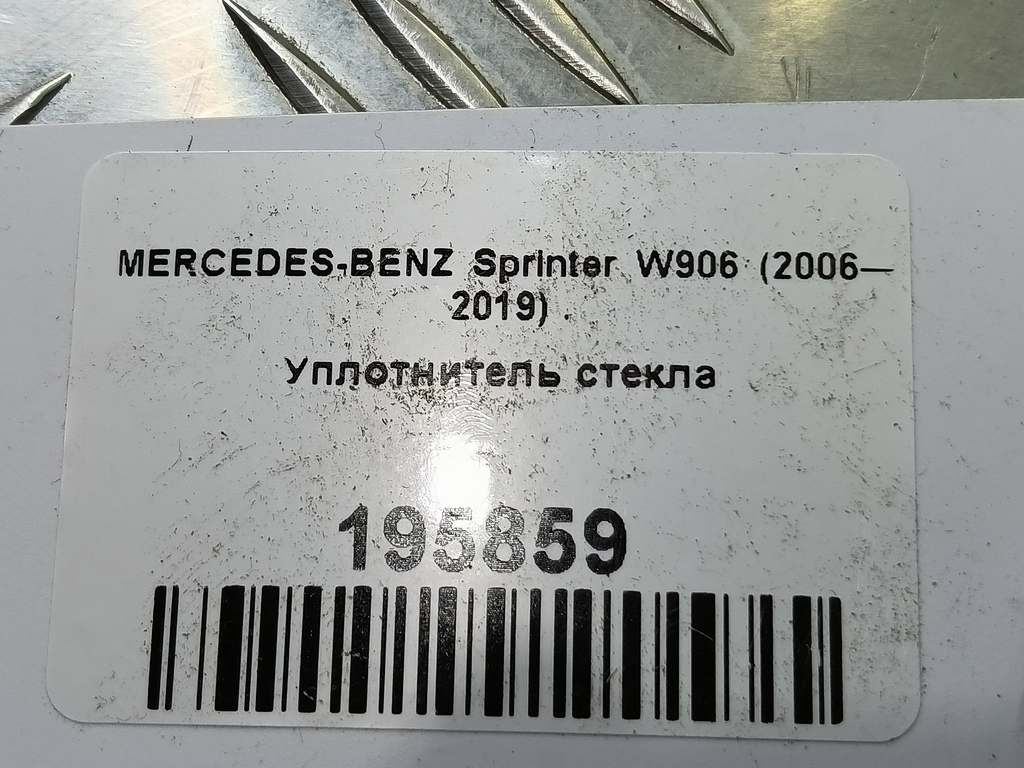 MERCEDES-BENZ Sprinter W906 (2006—
2019)
Уплотнитель стекла
195859